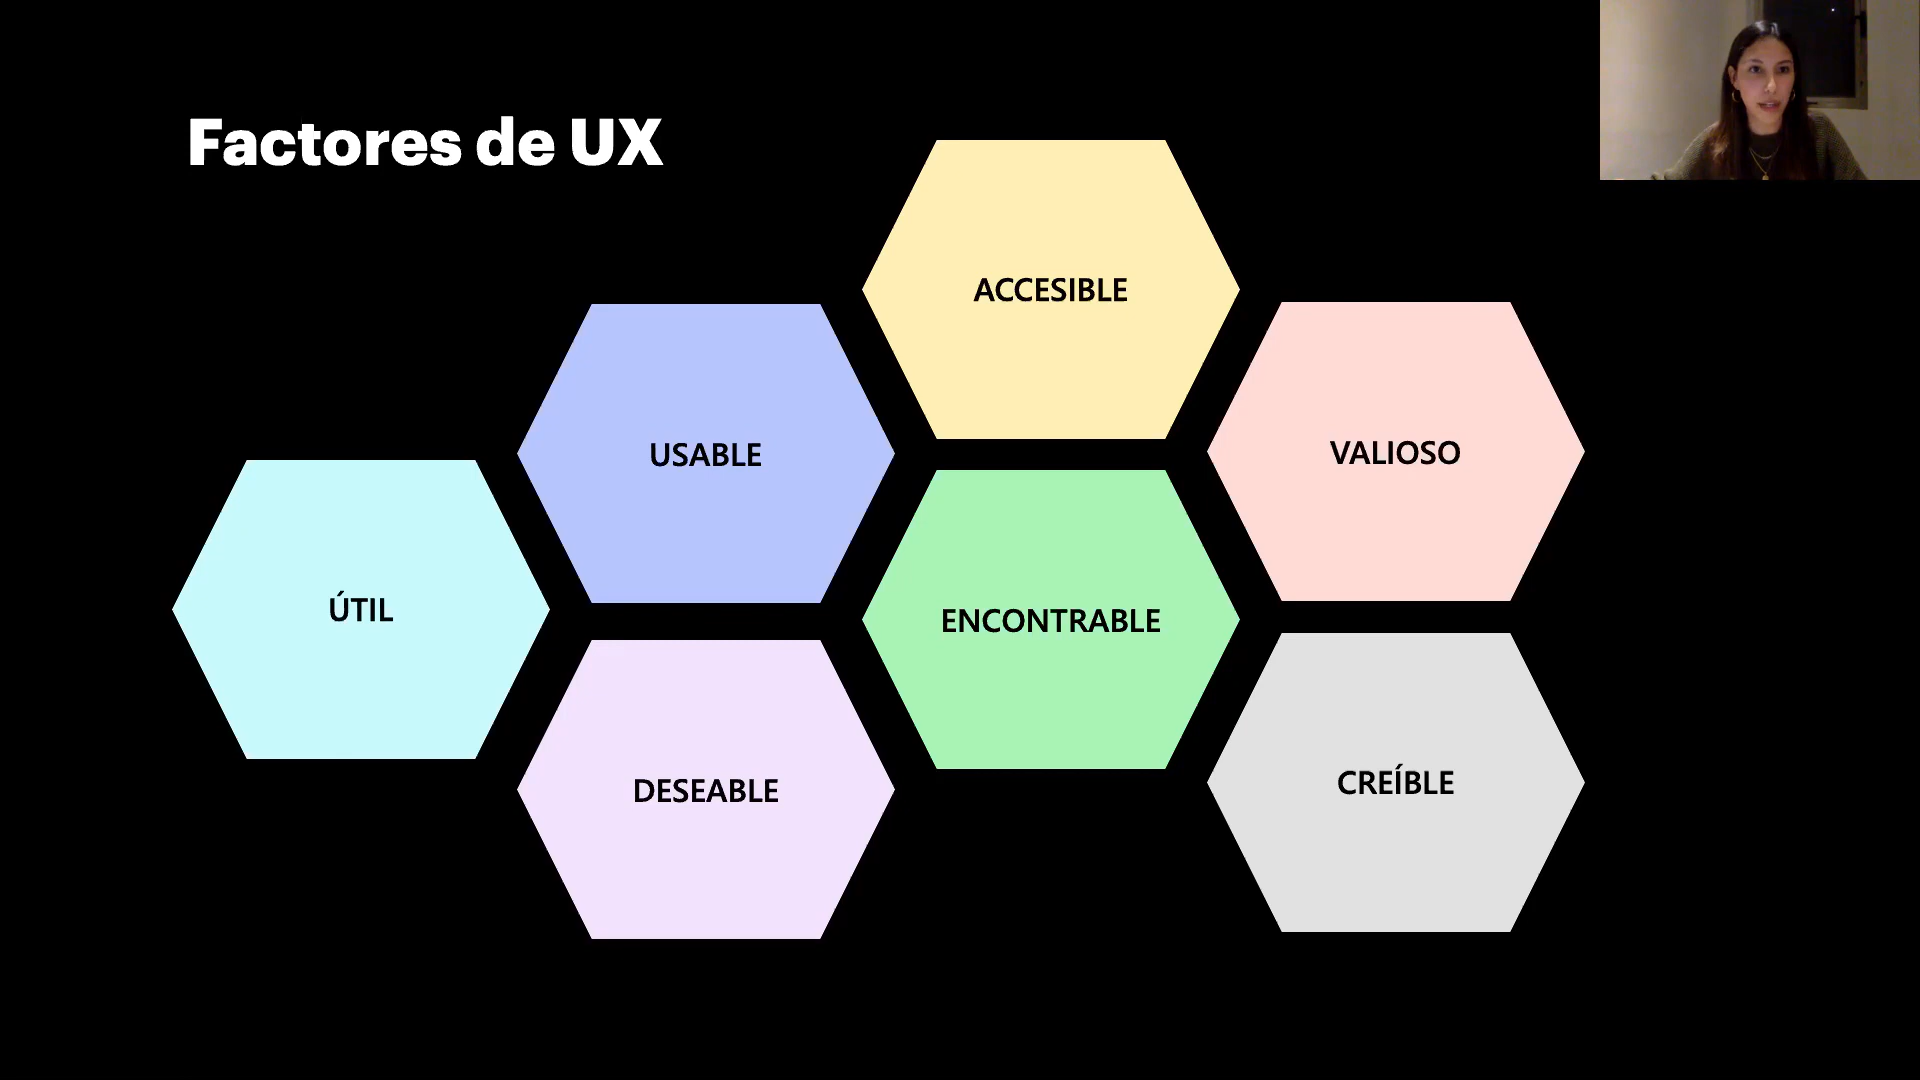 Factores de UX
ACCESIBLE
USABLE
VALIOSO
ÚTIL
ENCONTRABLE
DESEABLE
CREÍBLE